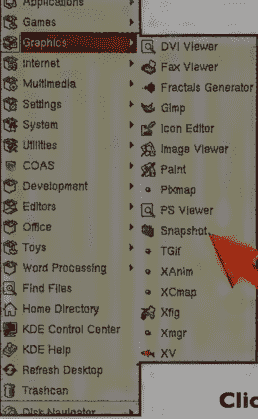 Applications
Games
Graphics
Internet
Multimedia
Settings
System
Utilities
COAS
Development
Editors
Office
Toys
Word Processing
Find Files
Home Directory
KDE Control Center
KDE Help
Refresh Desktop
Trashcan
Disk Navigator
DVI Viewer
Fax Viewer
Fractals Generator
Gimp
Icon Editor
Image Viewer
Paint
Pixmap
PS Viewer
Snapshot
TGif
XAnim
XCmap
Xfig
Xmgr
XV
Clic